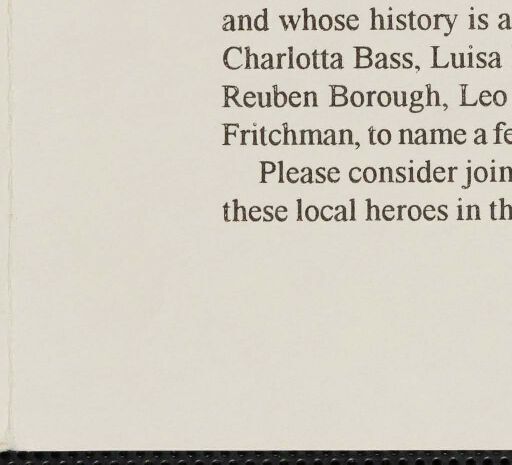 and whose history is a
Charlotta Bass, Luisa
Reuben Borough, Leo
Fritchman, to name a fe
Please consider join
these local heroes in th